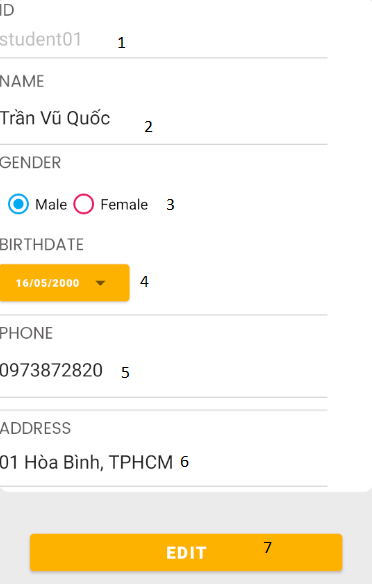 ID
student01 1
NAME
Trần Vũ Quốc 2
GENDER
Male Female 3
BIRTHDATE
16/05/2000 4
PHONE
0973872820 5
ADDRESS
01 Hòa Bình, TPHCM 6
EDIT 7